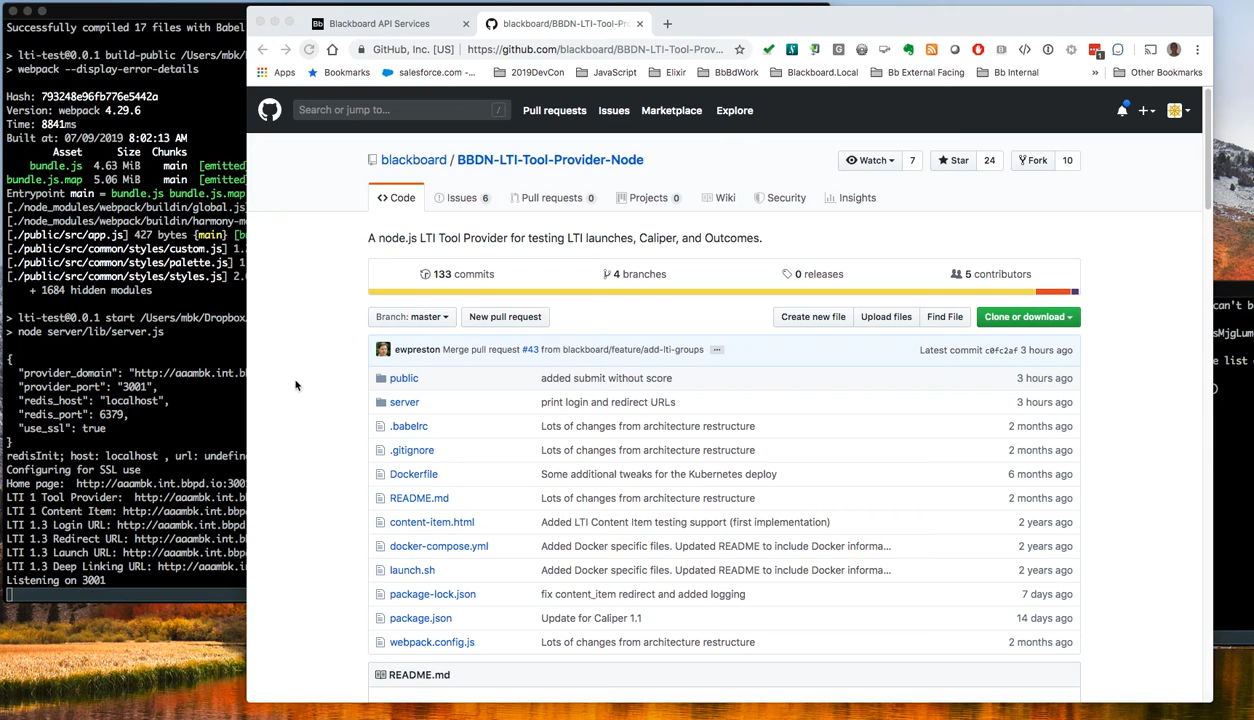 Successfully compiled 17 files with Babel
> lti-test@0.0.1 build-public /Users/mbk/
> webpack --display-error-details
Hash: 793248e96fb776e5442a
Version: webpack 4.29.6
Time: 8841ms
Built at: 07/09/2019 8:02:13 AM
Asset Size Chunks
bundle.js 4.63 MiB main [emitted]
bundle.js.map 5.06 MiB main [emitted]
Entrypoint main = bundle.js bundle.js.map
[./node_modules/webpack/buildin/global.js]
[./node_modules/webpack/buildin/harmony-m
[./public/src/app.js] 427 bytes {main} [b
[./public/src/common/styles/custom.js] 1.
[./public/src/common/styles/palette.js] 1
[./public/src/common/styles/styles.js] 2.
+ 1684 hidden modules
> lti-test@0.0.1 start /Users/mbk/Dropbox
> node server/lib/server.js
{
"provider_domain": "http://aaambk.int.b
"provider_port": "3001",
"redis_host": "localhost",
"redis_port": 6379,
"use_ssl": true
}
redisInit; host: localhost , url: undefine
Configuring for SSL use
Home page: http://aaambk.int.bbpd.io:300
LTI 1 Tool Provider: http://aaambk.int.b
LTI 1 Content Item: http://aaambk.int.bb
LTI 1.3 Login URL: http://aaambk.int.bbpd
LTI 1.3 Redirect URL: http://aaambk.int.b
LTI 1.3 Launch URL: http://aaambk.int.bb
LTI 1.3 Deep Linking URL: http://aaambk.i
Listening on 3001
Bb Blackboard API Services
blackboard/BBDN-LTI-Tool-Pro
GitHub, Inc. [US] https://github.com/blackboard/BBDN-LTI-Tool-Prov...
Apps Bookmarks salesforce.com -... 2019DevCon JavaScript Elixir BbBdWork Blackboard.Local Bb External Facing Bb Internal » Other Bookmarks
Search or jump to... / Pull requests Issues Marketplace Explore
blackboard / BBDN-LTI-Tool-Provider-Node
Watch 7 Star 24 Fork 10
Code Issues 6 Pull requests 0 Projects 0 Wiki Security Insights
A node.js LTI Tool Provider for testing LTI launches, Caliper, and Outcomes.
133 commits 4 branches 0 releases 5 contributors
Branch: master New pull request Create new file Upload files Find File Clone or download
ewpreston Merge pull request #43 from blackboard/feature/add-lti-groups ... Latest commit c0fc2af 3 hours ago
public added submit without score 3 hours ago
server print login and redirect URLs 3 hours ago
.babelrc Lots of changes from architecture restructure 2 months ago
.gitignore Lots of changes from architecture restructure 2 months ago
Dockerfile Some additional tweaks for the Kubernetes deploy 6 months ago
README.md Lots of changes from architecture restructure 2 months ago
content-item.html Added LTI Content Item testing support (first implementation) 2 years ago
docker-compose.yml Added Docker specific files. Updated README to include Docker informa... 2 years ago
launch.sh Added Docker specific files. Updated README to include Docker informa... 2 years ago
package-lock.json fix content_item redirect and added logging 7 days ago
package.json Update for Caliper 1.1 14 days ago
webpack.config.js Lots of changes from architecture restructure 2 months ago
README.md
can't b
sMjgLum
e list